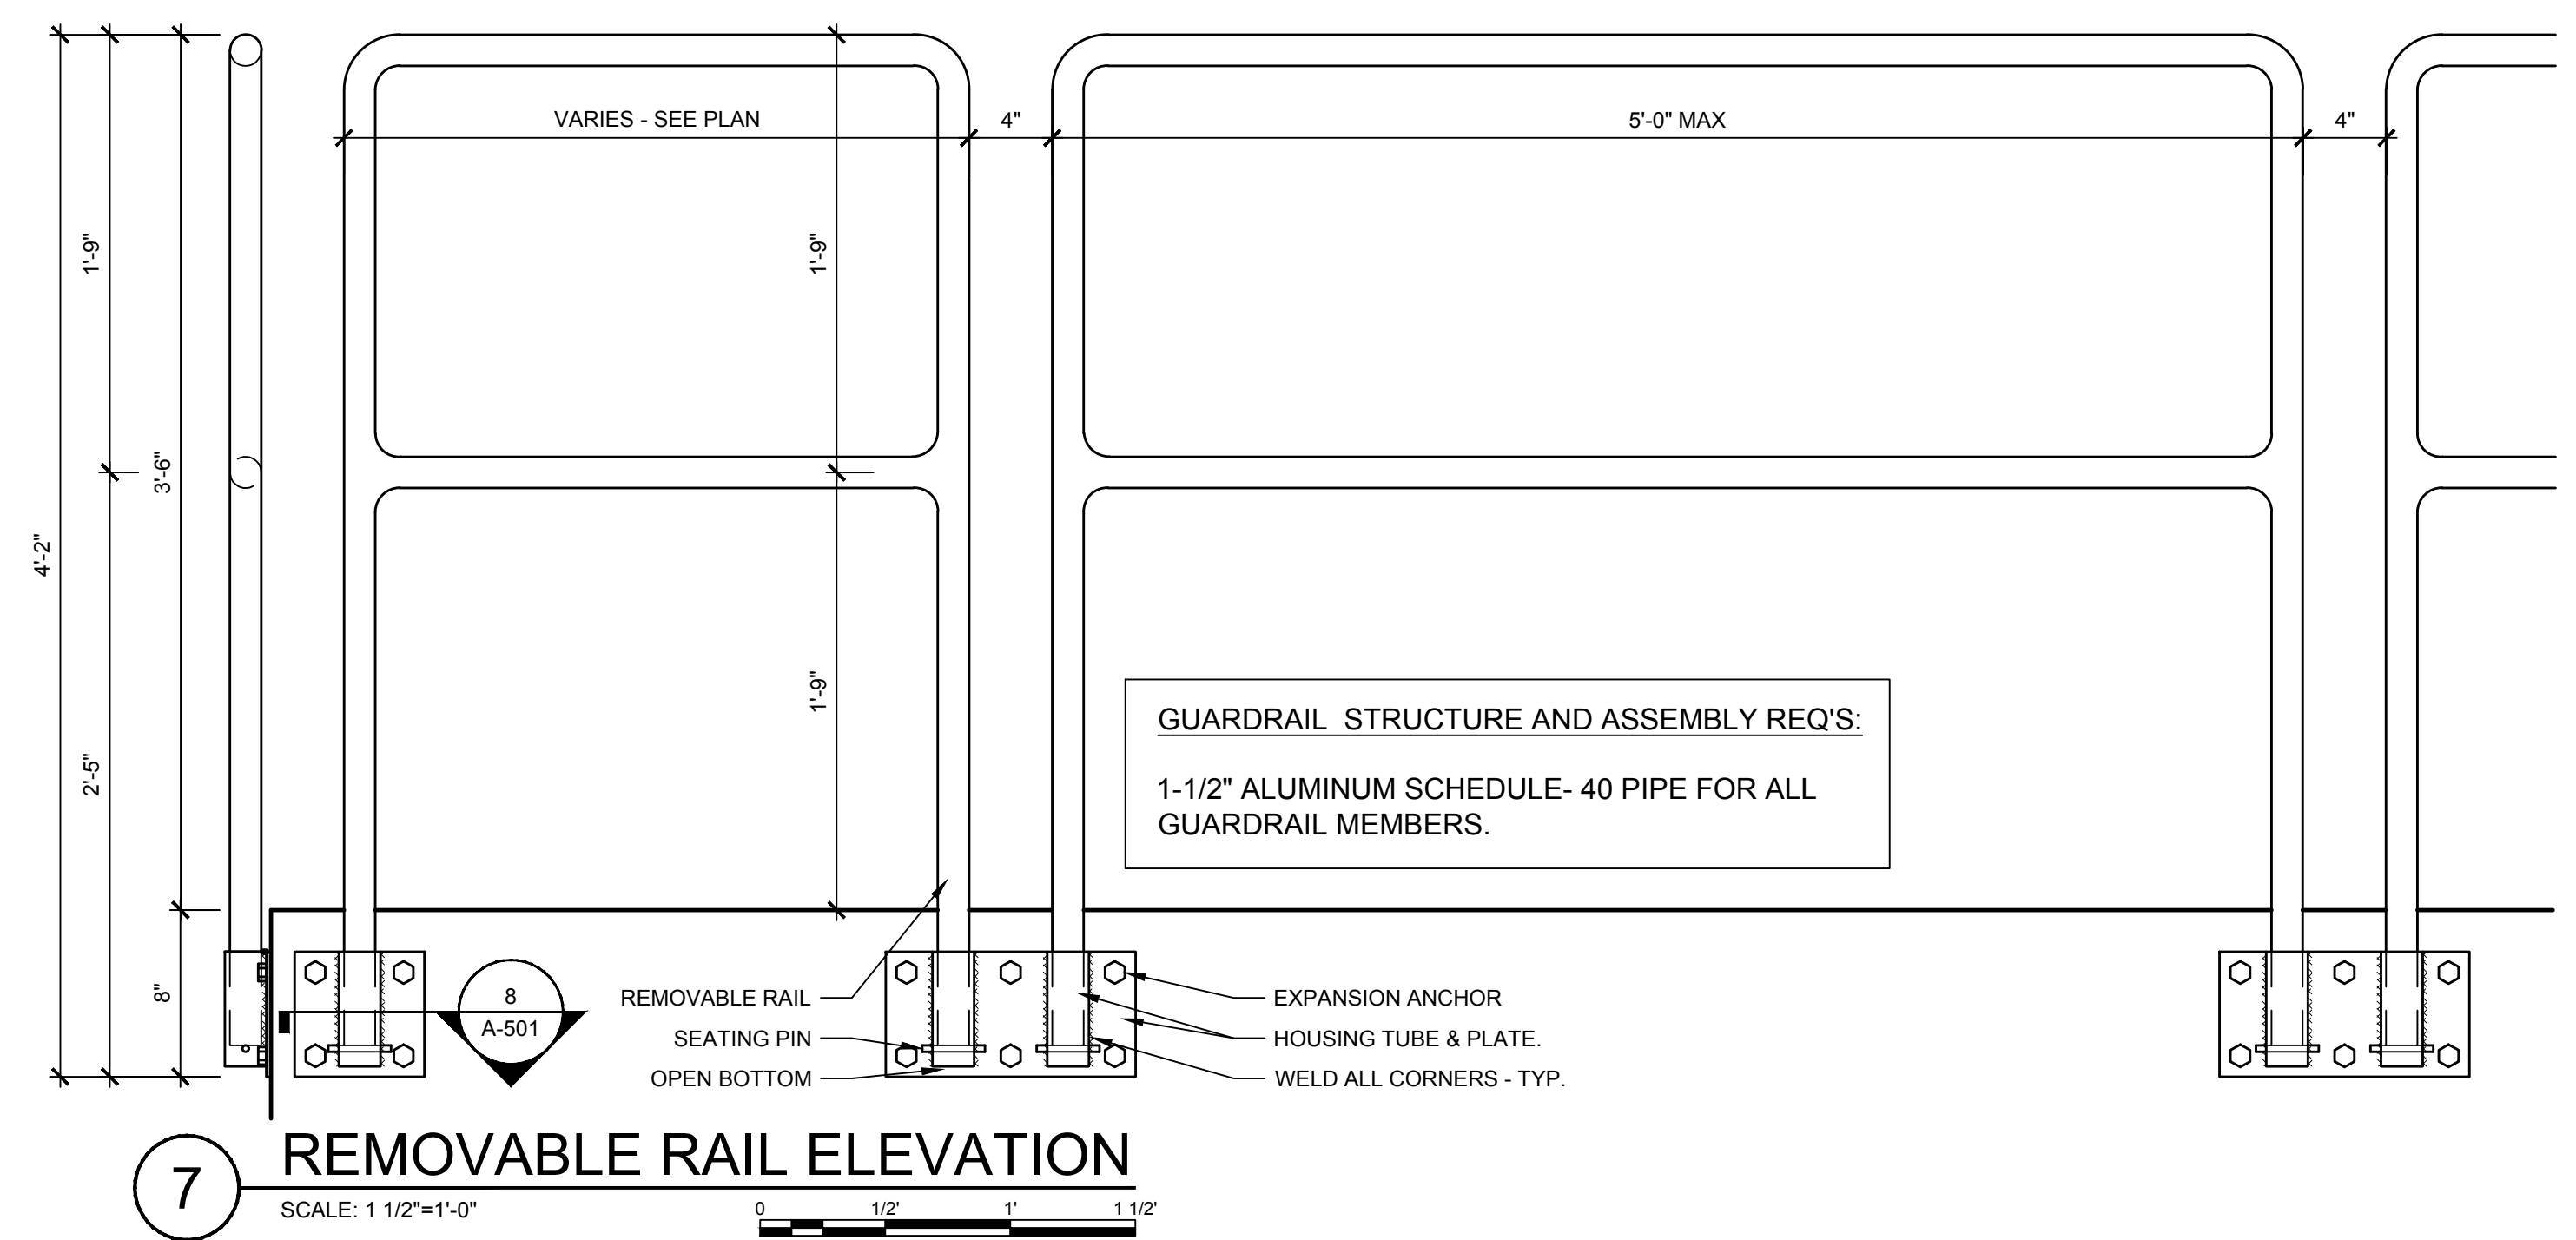 VARIES - SEE PLAN
4"
5'-0" MAX
4"
1'-9"
1'-9"
3'-6"
4'-2"
1'-9"
2'-5"
8"
GUARDRAIL  STRUCTURE AND ASSEMBLY REQ'S:
1-1/2" ALUMINUM SCHEDULE- 40 PIPE FOR ALL
GUARDRAIL MEMBERS.
8
A-501
REMOVABLE RAIL
SEATING PIN
OPEN BOTTOM
EXPANSION ANCHOR
HOUSING TUBE & PLATE.
WELD ALL CORNERS - TYP.
7
REMOVABLE RAIL ELEVATION
SCALE: 1 1/2"=1'-0"
0 1/2' 1' 1 1/2'